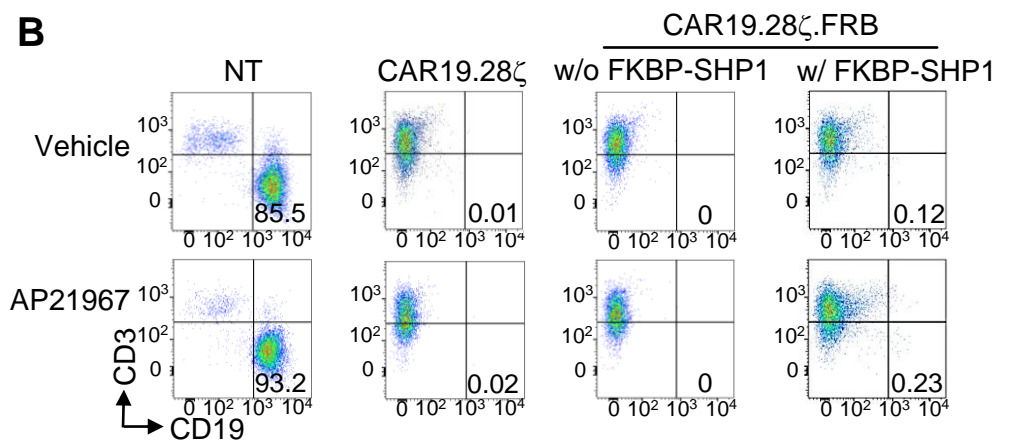 B
CAR19.28ζ.FRB
NT CAR19.28ζ w/o FKBP-SHP1 w/ FKBP-SHP1
Vehicle
10³ 10³ 10³ 10³
10² 10² 10² 10²
0 0 0 0
85.5 0.01 0 0.12
0 10² 10³ 10⁴ 0 10² 10³ 10⁴ 0 10² 10³ 10⁴ 0 10² 10³ 10⁴
AP21967
10³ 10³ 10³ 10³
10² 10² 10² 10²
0 0 0 0
93.2 0.02 0 0.23
0 10² 10³ 10⁴ 0 10² 10³ 10⁴ 0 10² 10³ 10⁴ 0 10² 10³ 10⁴
CD3
CD19